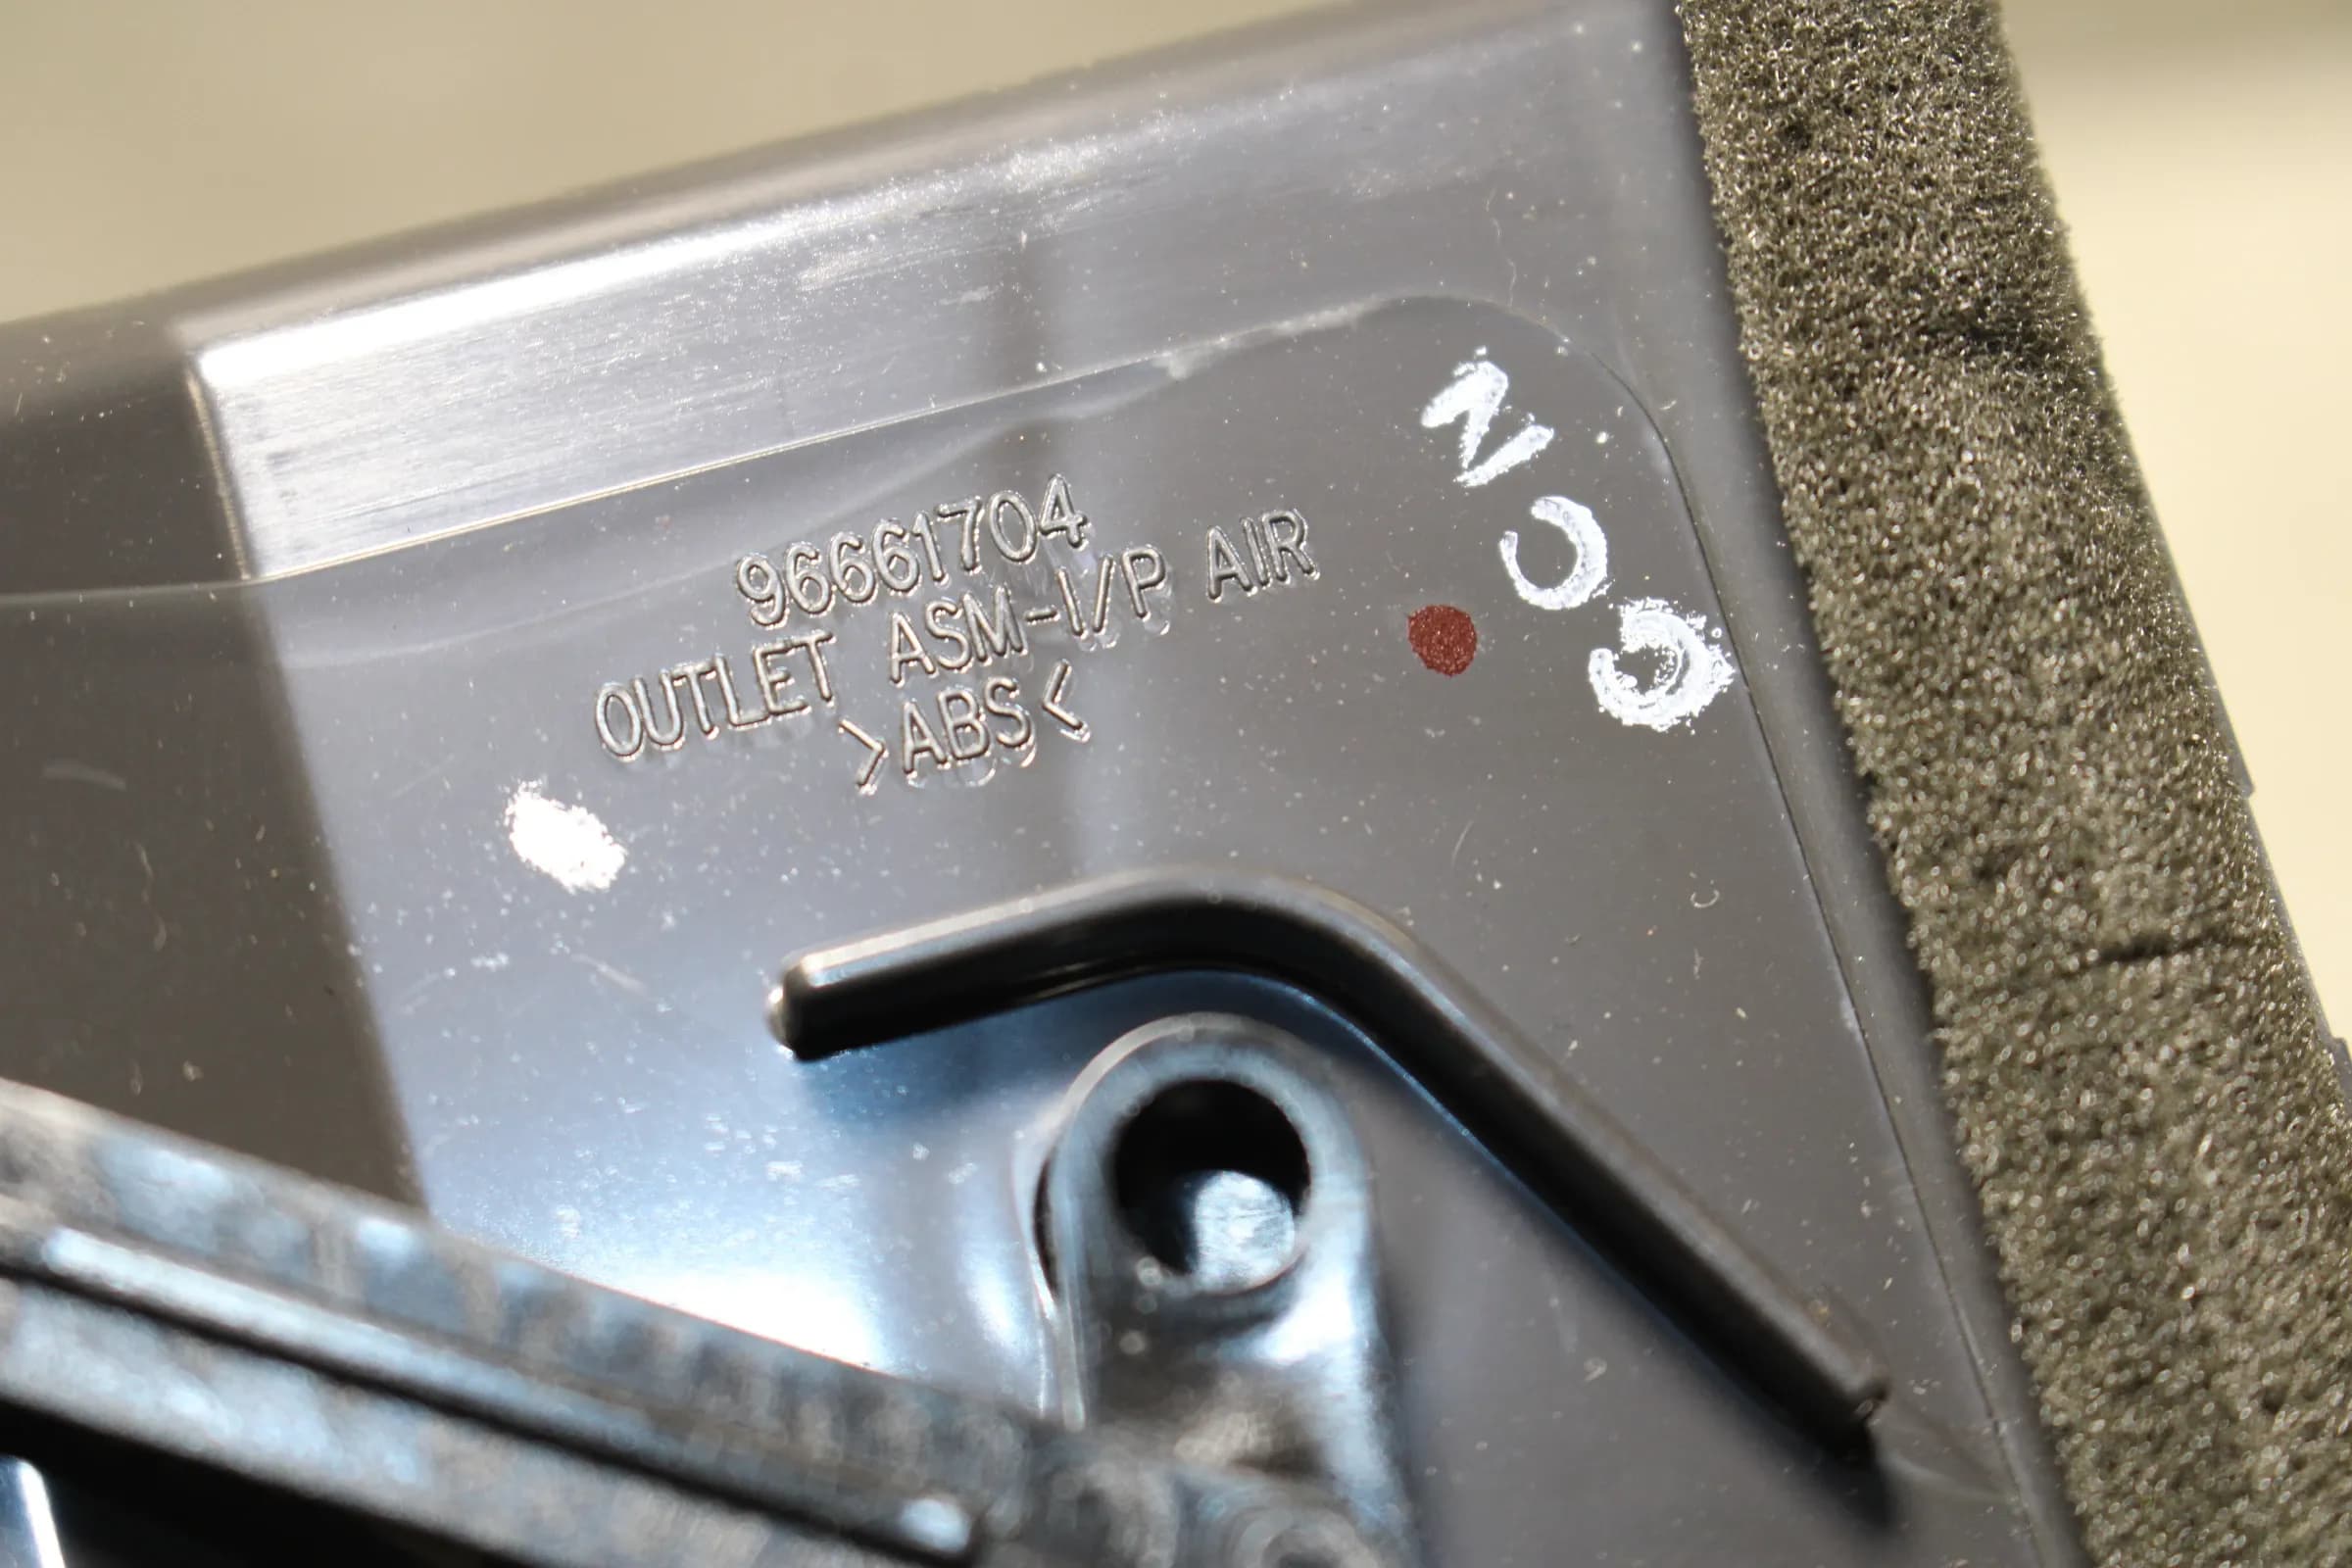 96661704
OUTLET ASM-I/P AIR
>ABS<